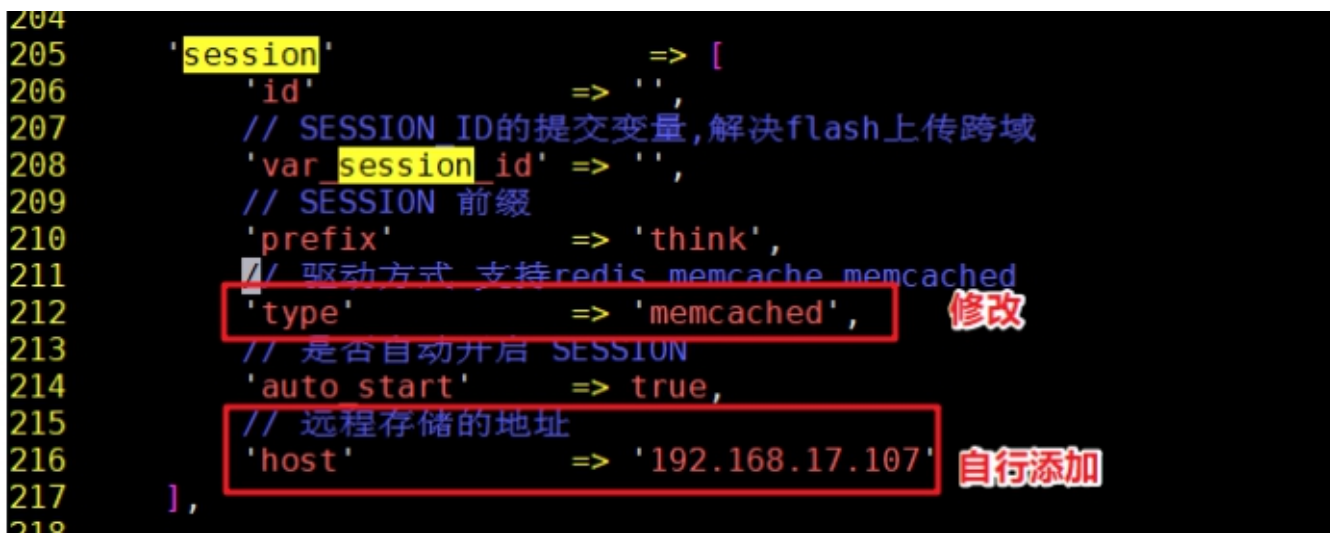 204
205 'session' => [
206 'id' => '',
207 // SESSION_ID的提交变量,解决flash上传跨域
208 'var_session_id' => '',
209 // SESSION 前缀
210 'prefix' => 'think',
211 // 驱动方式 支持redis memcache memcached
212 'type' => 'memcached', 修改
213 // 是否自动开启 SESSION
214 'auto_start' => true,
215 // 远程存储的地址
216 'host' => '192.168.17.107' 自行添加
217 ],
218